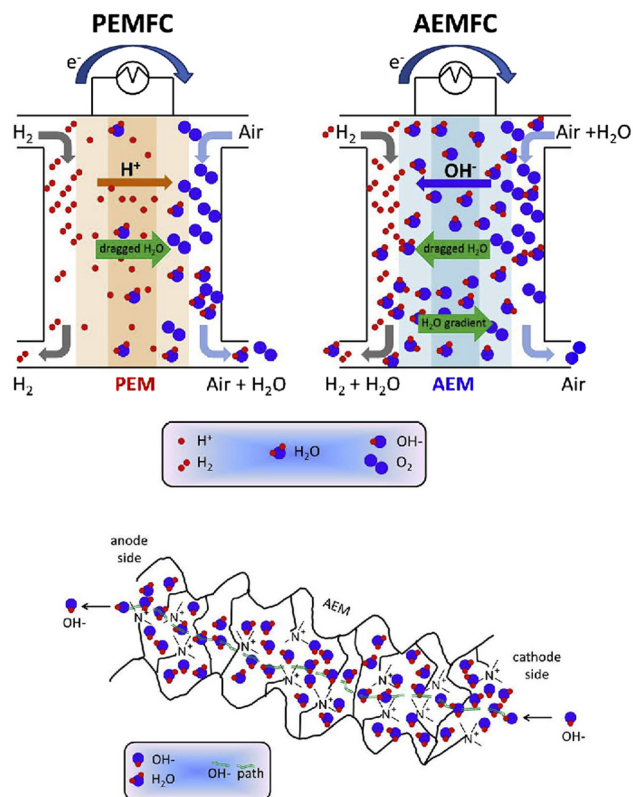 PEMFC
AEMFC
e⁻
e⁻
H₂
Air
H₂
Air +H₂O
H⁺
OH⁻
dragged H₂O
dragged H₂O
H₂O gradient
H₂
PEM
Air + H₂O
H₂ + H₂O
AEM
Air
H⁺
H₂
H₂O
OH-
O₂
anode
side
AEM
OH-
N⁺
N⁺
N⁺
N⁺
N⁺
N⁺
N⁺
N⁺
N⁺
N⁺
N⁺
N⁺
N⁺
N⁺
cathode
side
OH-
OH-
H₂O
OH- path